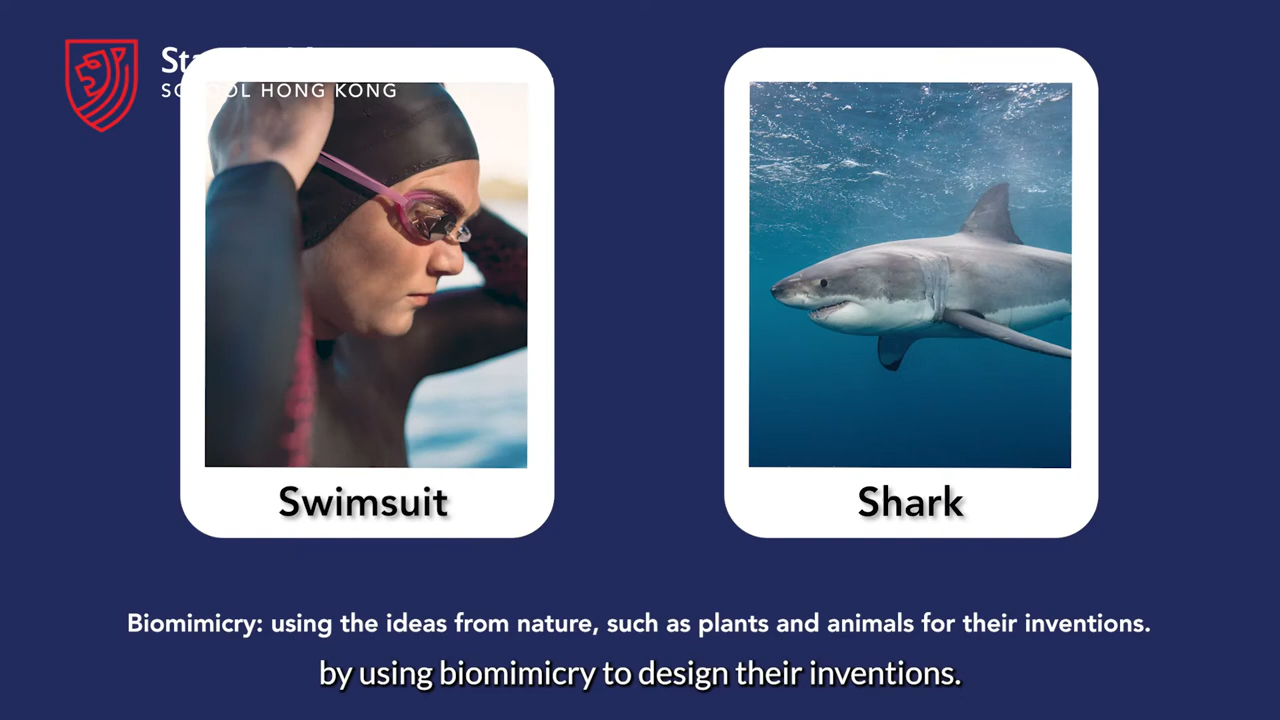 SCHOOL HONG KONG
Swimsuit
Shark
Biomimicry: using the ideas from nature, such as plants and animals for their inventions.
by using biomimicry to design their inventions.